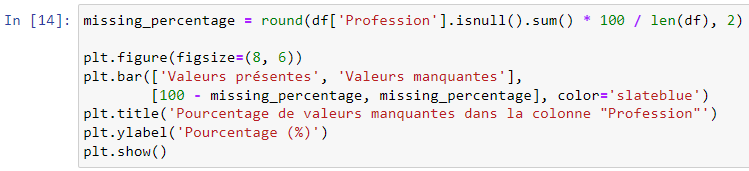 In [14]: missing_percentage = round(df['Profession'].isnull().sum() * 100 / len(df), 2)
plt.figure(figsize=(8, 6))
plt.bar(['Valeurs présentes', 'Valeurs manquantes'],
[100 - missing_percentage, missing_percentage], color='slateblue')
plt.title('Pourcentage de valeurs manquantes dans la colonne "Profession"')
plt.ylabel('Pourcentage (%)')
plt.show()